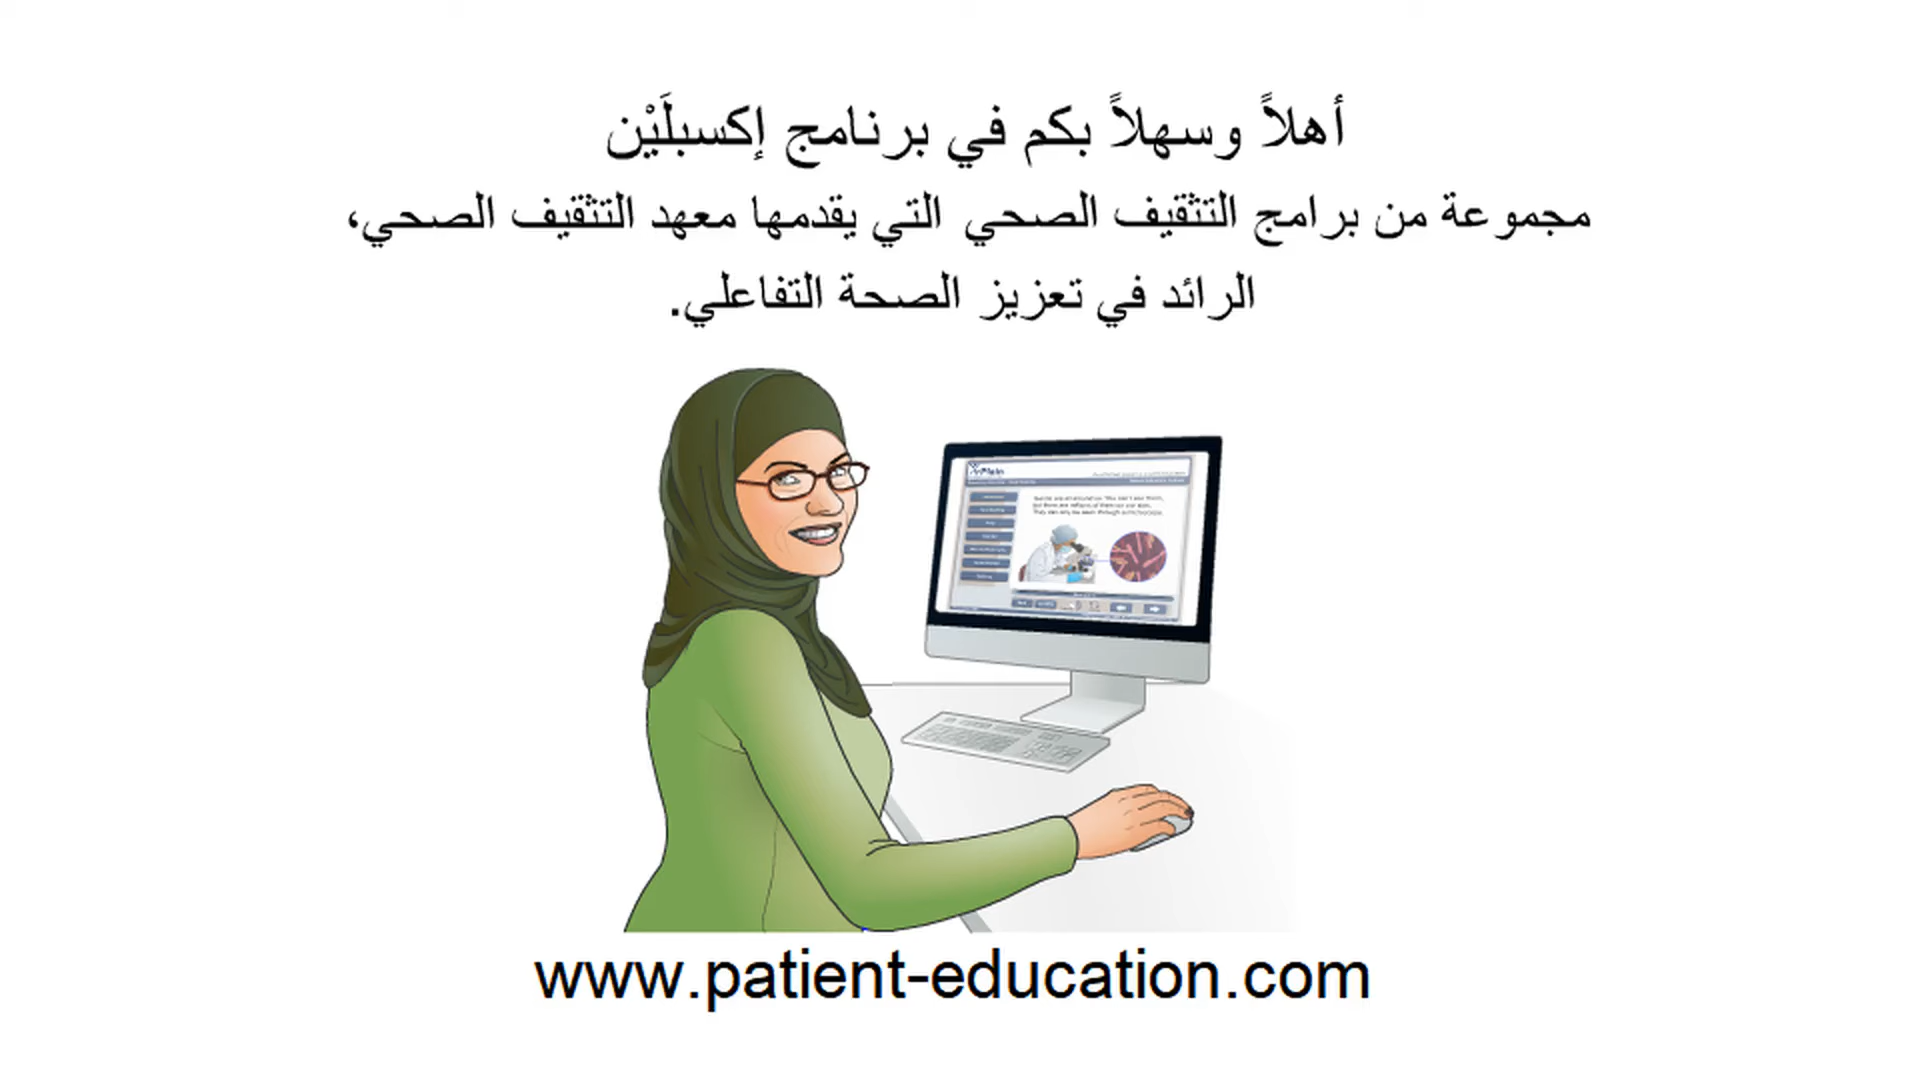 أهلاً وسهلاً بكم في برنامج إكسبلَيْن
مجموعة من برامج التثقيف الصحي التي يقدمها معهد التثقيف الصحي،
الرائد في تعزيز الصحة التفاعلي.
www.patient-education.com